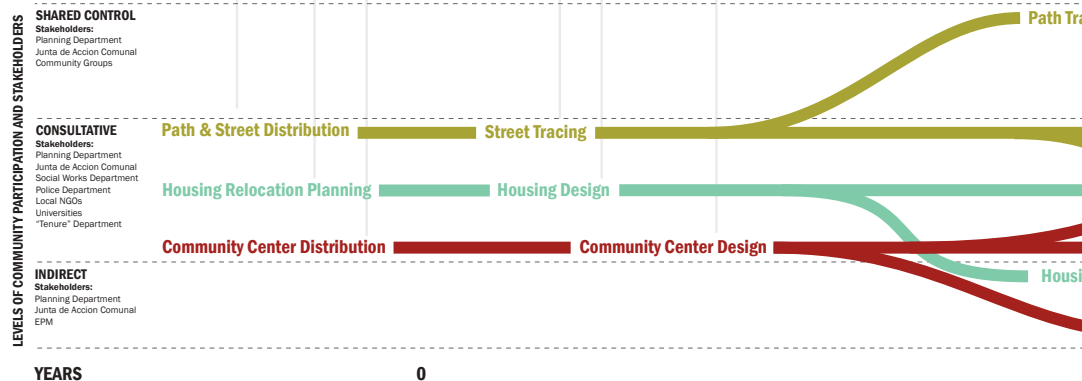 LEVELS OF COMMUNITY PARTICIPATION AND STAKEHOLDERS
SHARED CONTROL
Stakeholders:
Planning Department
Junta de Accion Comunal
Community Groups
Path Tra
CONSULTATIVE
Stakeholders:
Planning Department
Junta de Accion Comunal
Social Works Department
Police Department
Local NGOs
Universities
"Tenure" Department
Path & Street Distribution
Street Tracing
Housing Relocation Planning
Housing Design
Community Center Distribution
Community Center Design
INDIRECT
Stakeholders:
Planning Department
Junta de Accion Comunal
EPM
Housi
YEARS
0